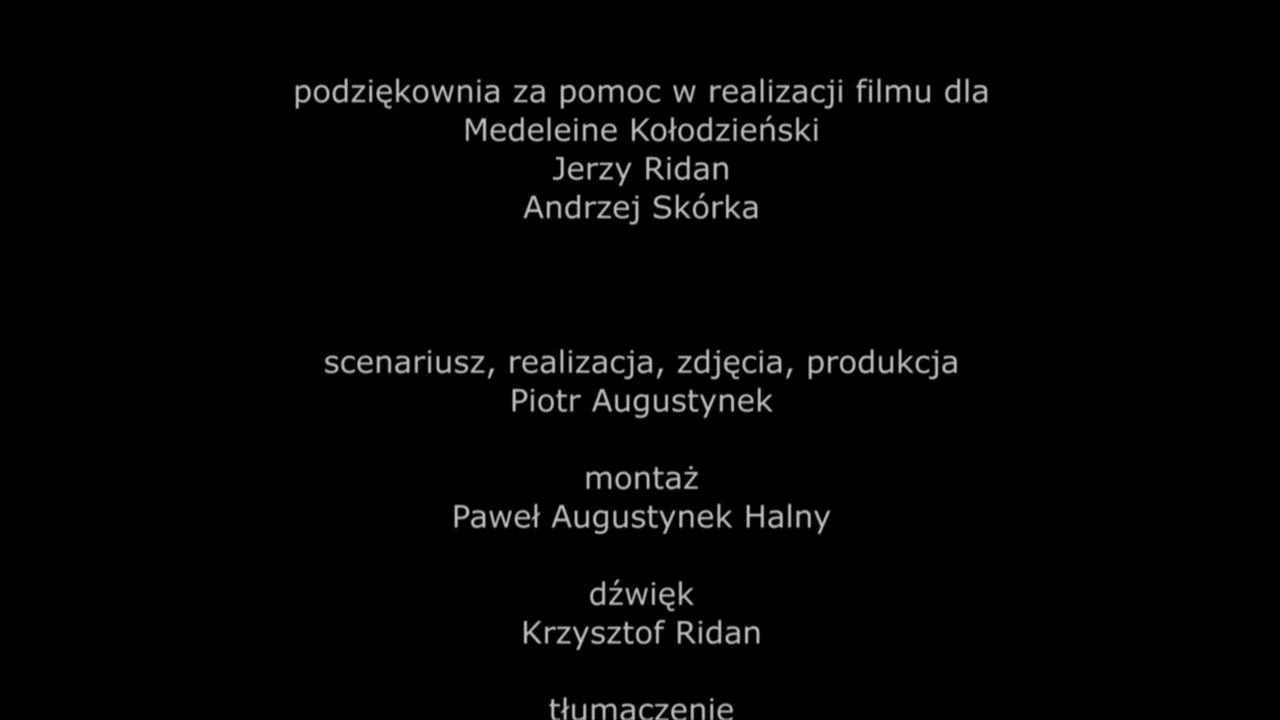 podziękownia za pomoc w realizacji filmu dla
Medeleine Kołodzieński
Jerzy Ridan
Andrzej Skórka
scenariusz, realizacja, zdjęcia, produkcja
Piotr Augustynek
montaż
Paweł Augustynek Halny
dźwięk
Krzysztof Ridan
tłumaczenie